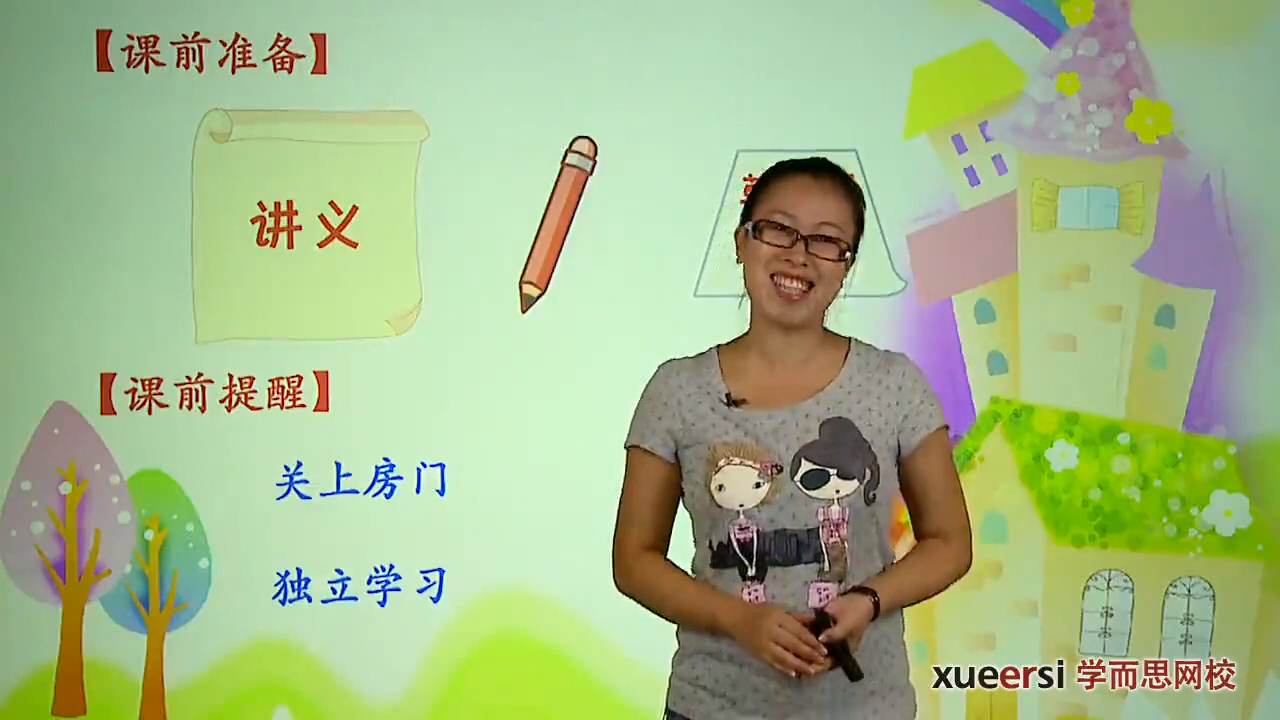 【课前准备】
讲义
【课前提醒】
关上房门
独立学习
xueersi 学而思网校